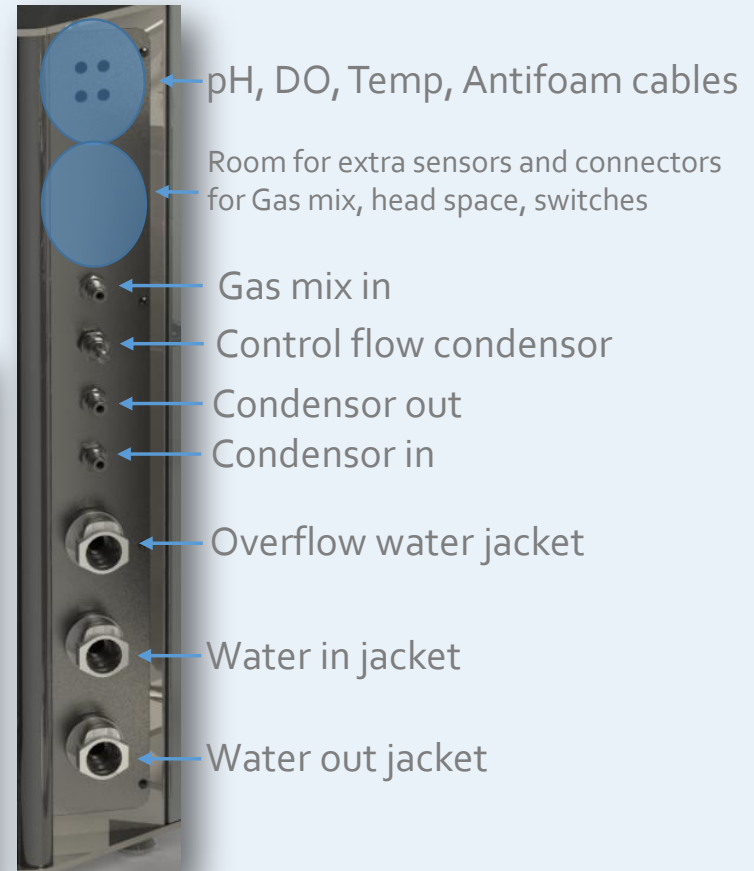 pH, DO, Temp, Antifoam cables
Room for extra sensors and connectors
for Gas mix, head space, switches
Gas mix in
Control flow condensor
Condensor out
Condensor in
Overflow water jacket
Water in jacket
Water out jacket